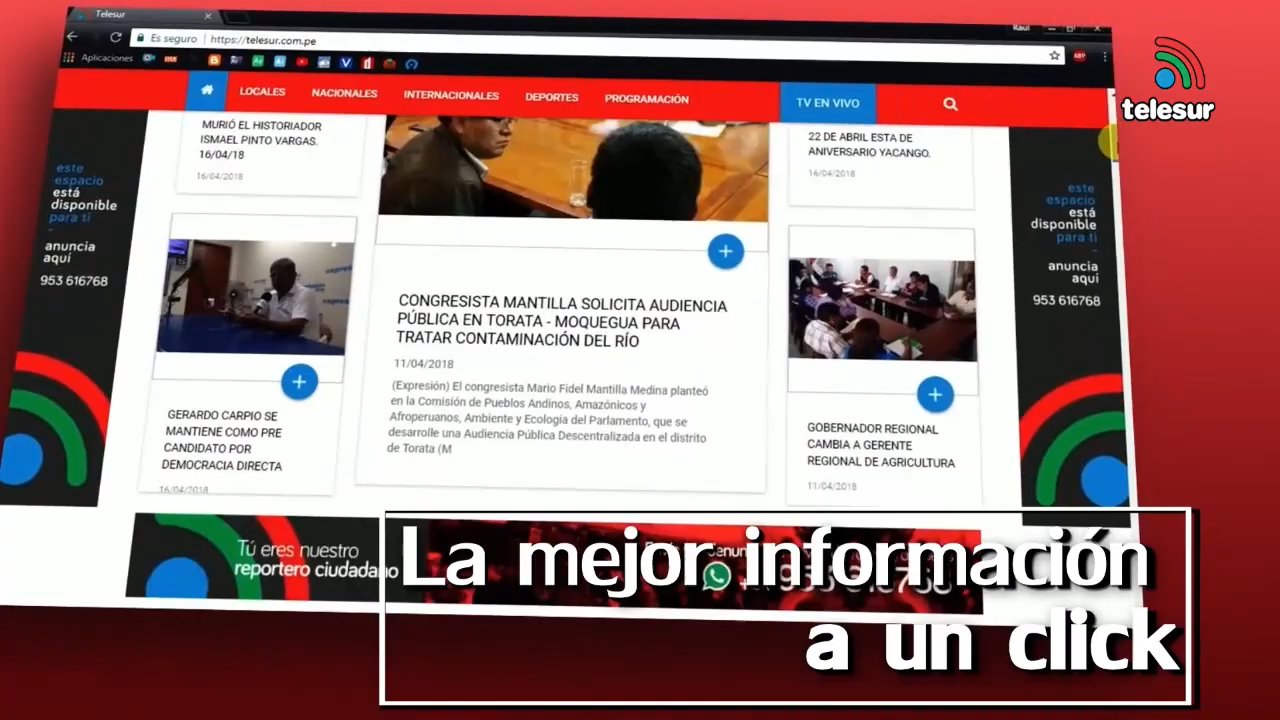 Telesur
Raul
Es seguro | https://telesur.com.pe
Aplicaciones
LOCALES
NACIONALES
INTERNACIONALES
DEPORTES
PROGRAMACIÓN
TV EN VIVO
telesur
este
espacio
está
disponible
para ti
-
anuncia
aquí
953 616768
MURIÓ EL HISTORIADOR
ISMAEL PINTO VARGAS.
16/04/18
16/04/2018
GERARDO CARPIO SE
MANTIENE COMO PRE
CANDIDATO POR
DEMOCRACIA DIRECTA
16/04/2018
CONGRESISTA MANTILLA SOLICITA AUDIENCIA
PÚBLICA EN TORATA - MOQUEGUA PARA
TRATAR CONTAMINACIÓN DEL RÍO
11/04/2018
(Expresión) El congresista Mario Fidel Mantilla Medina planteó
en la Comisión de Pueblos Andinos, Amazónicos y
Afroperuanos, Ambiente y Ecología del Parlamento, que se
desarrolle una Audiencia Pública Descentralizada en el distrito
de Torata (M
22 DE ABRIL ESTA DE
ANIVERSARIO YACANGO.
16/04/2018
GOBERNADOR REGIONAL
CAMBIA A GERENTE
REGIONAL DE AGRICULTURA
11/04/2018
este
espacio
está
disponible
para ti
-
anuncia
aquí
953 616768
Tú eres nuestro
reportero ciudadano
La mejor información
a un click